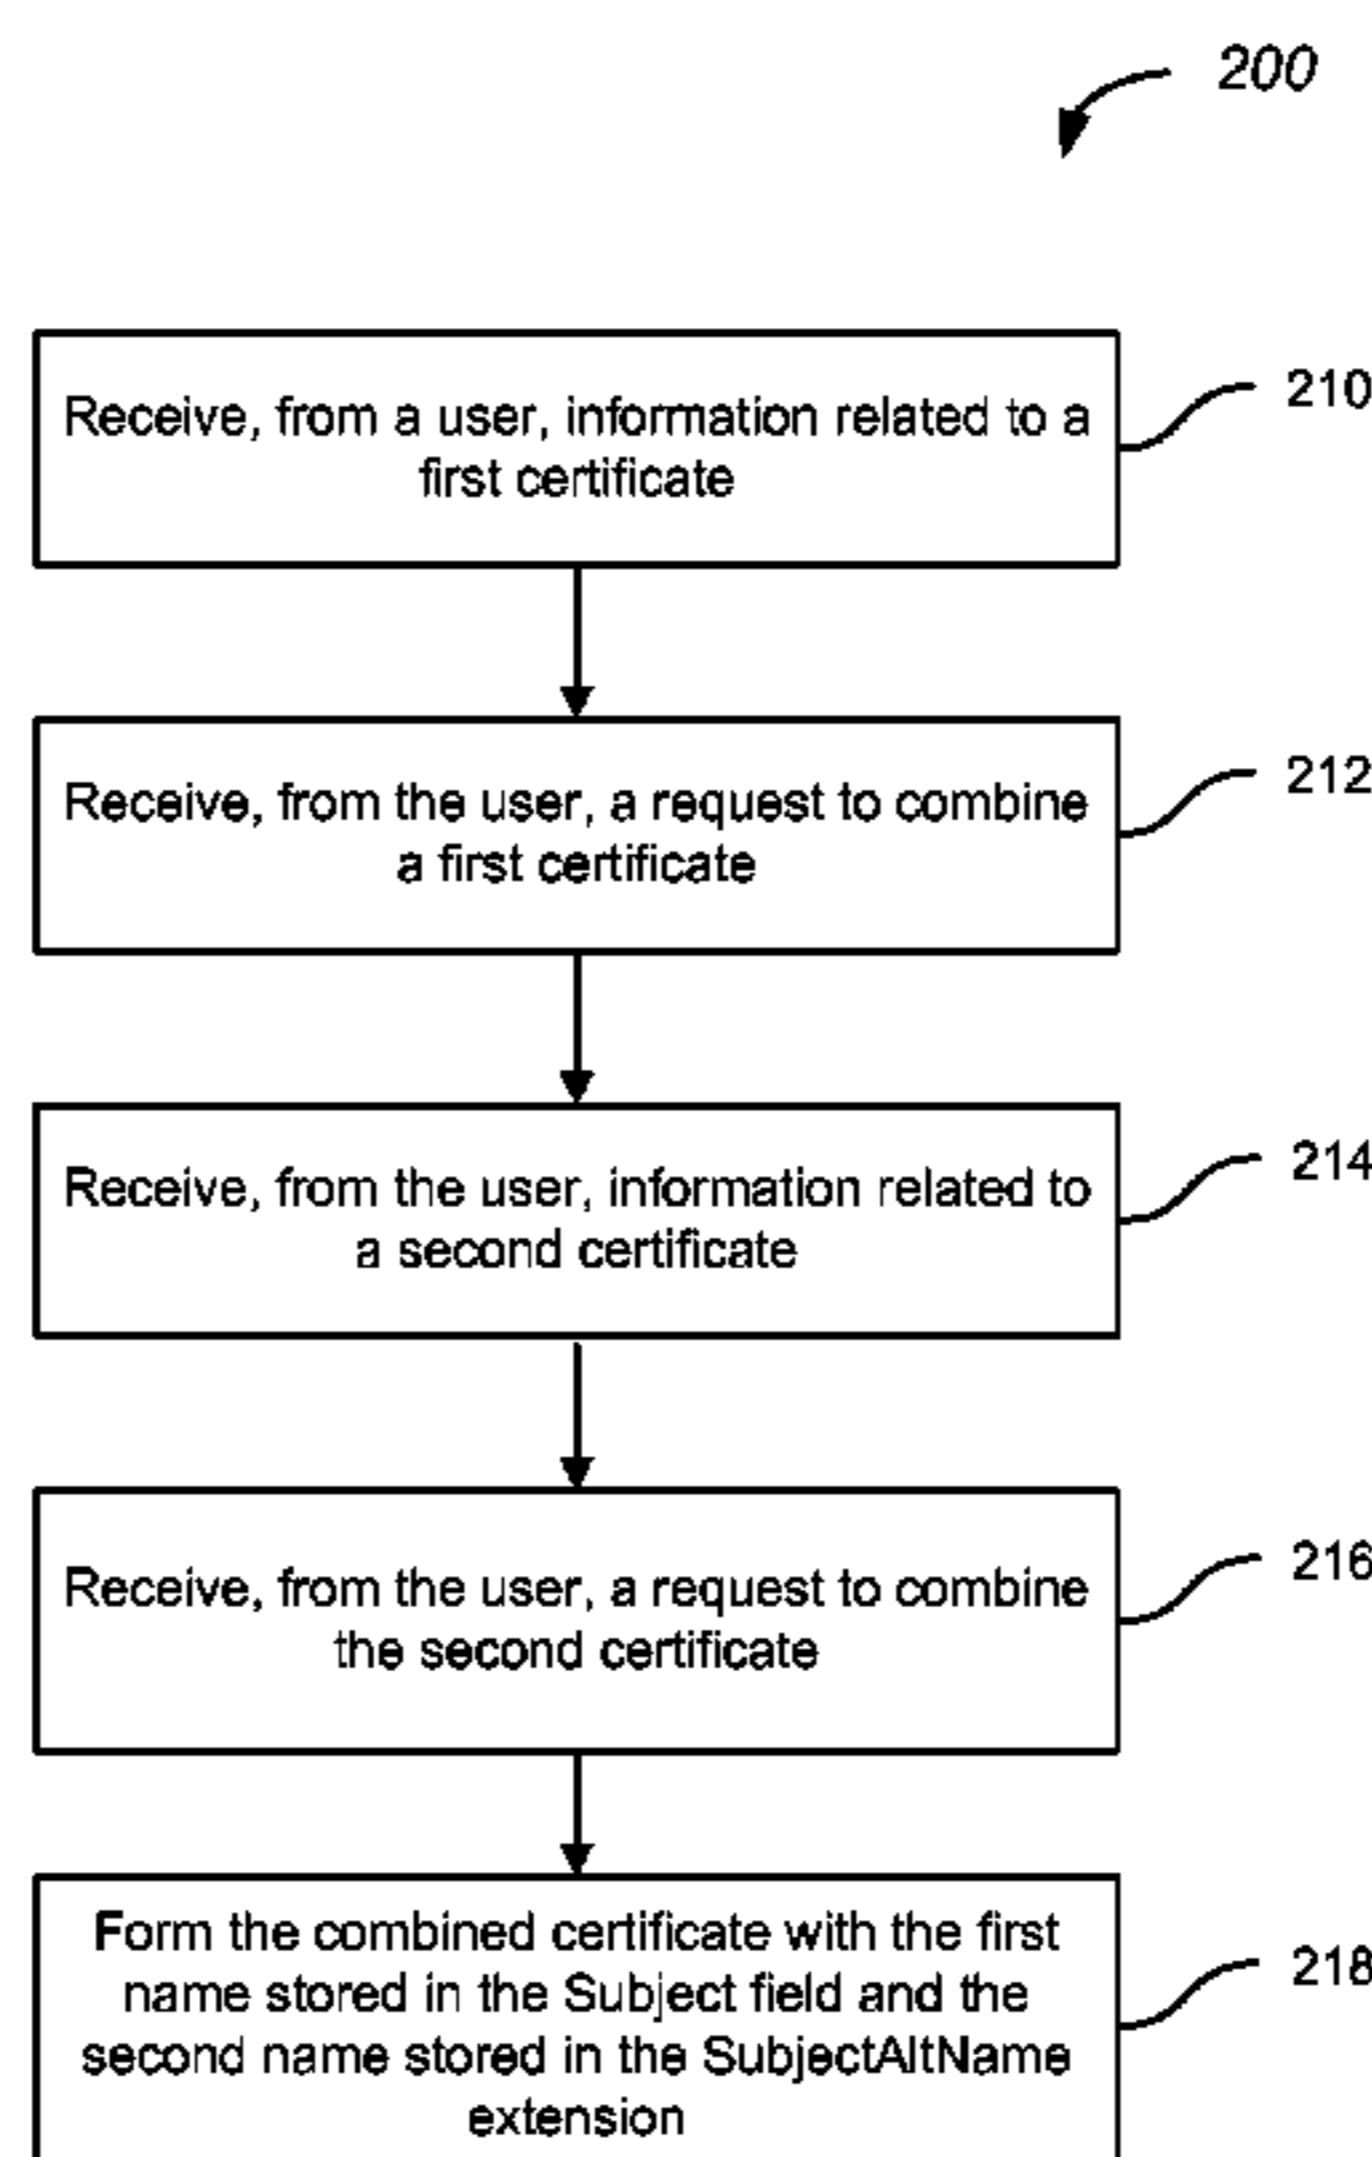 200
Receive, from a user, information related to a
first certificate
210
Receive, from the user, a request to combine
a first certificate
212
Receive, from the user, information related to
a second certificate
214
Receive, from the user, a request to combine
the second certificate
216
Form the combined certificate with the first
name stored in the Subject field and the
second name stored in the SubjectAltName
extension
218